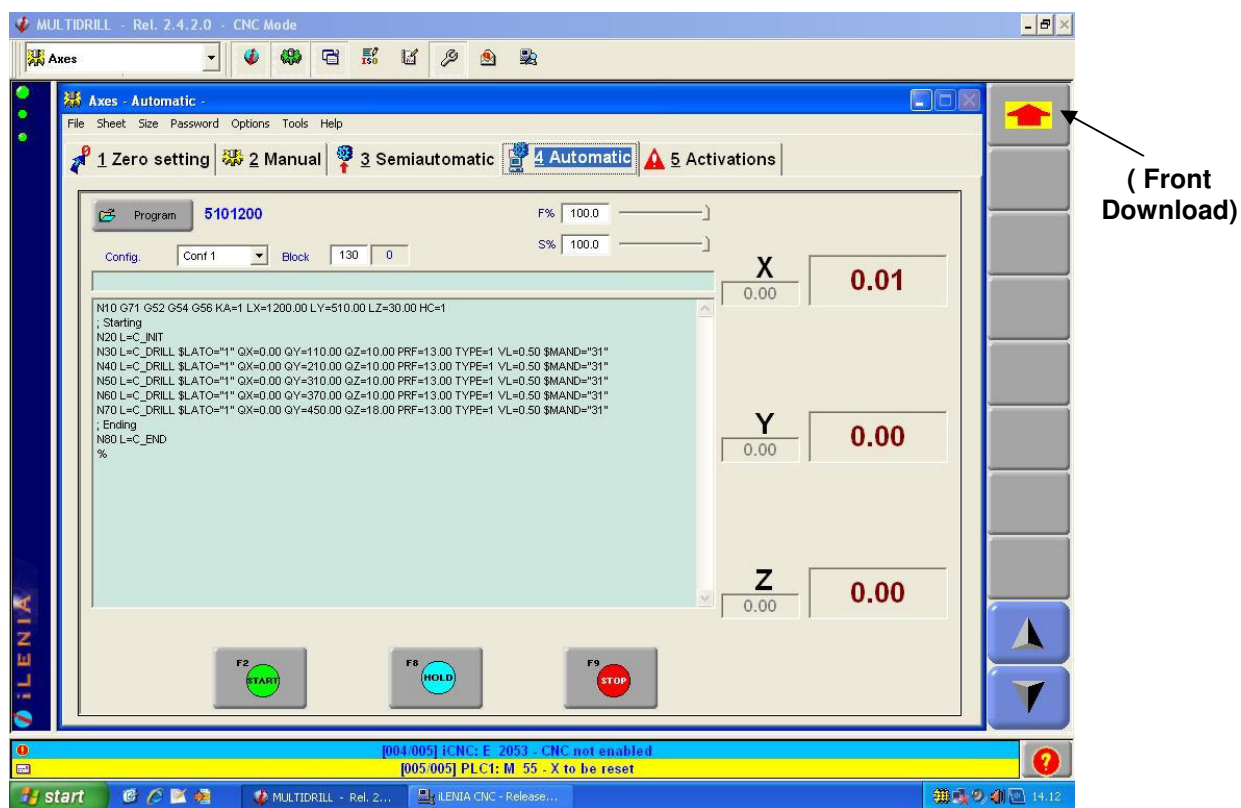 MULTIDRILL - Rel. 2.4.2.0 - CNC Mode
Axes
ISO
Axes - Automatic -
File Sheet Size Password Options Tools Help
1 Zero setting 2 Manual 3 Semiautomatic 4 Automatic 5 Activations
( Front
Download)
Program 5101200 F% 100.0
S% 100.0
Config. Conf 1 Block 130 0
X 0.01
0.00
N10 G71 G52 G54 G56 KA=1 LX=1200.00 LY=510.00 LZ=30.00 HC=1
; Starting
N20 L=C_INIT
N30 L=C_DRILL $LATO="1" QX=0.00 QY=110.00 QZ=10.00 PRF=13.00 TYPE=1 VL=0.50 $MAND="31"
N40 L=C_DRILL $LATO="1" QX=0.00 QY=210.00 QZ=10.00 PRF=13.00 TYPE=1 VL=0.50 $MAND="31"
N50 L=C_DRILL $LATO="1" QX=0.00 QY=310.00 QZ=10.00 PRF=13.00 TYPE=1 VL=0.50 $MAND="31"
N60 L=C_DRILL $LATO="1" QX=0.00 QY=370.00 QZ=10.00 PRF=13.00 TYPE=1 VL=0.50 $MAND="31"
N70 L=C_DRILL $LATO="1" QX=0.00 QY=450.00 QZ=18.00 PRF=13.00 TYPE=1 VL=0.50 $MAND="31"
; Ending
N80 L=C_END
%
Y 0.00
0.00
Z 0.00
0.00
F2 START
F8 HOLD
F9 STOP
iLENIA
[004/005] iCNC: E 2053 - CNC not enabled
[005/005] PLC1: M 55 - X to be reset
start MULTIDRILL - Rel. 2... iLENIA CNC - Release... 14.12